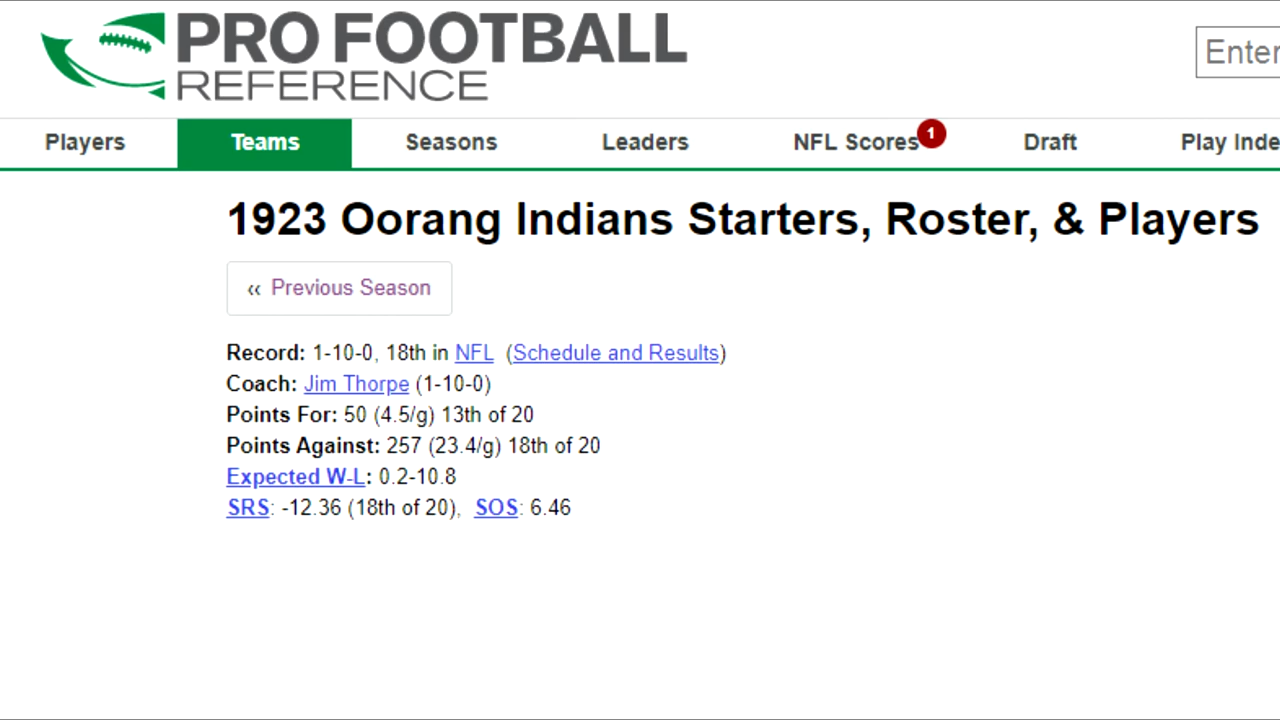 PRO FOOTBALL
REFERENCE
Enter
Players Teams Seasons Leaders NFL Scores 1 Draft Play Inde
1923 Oorang Indians Starters, Roster, & Players
‹‹ Previous Season
Record: 1-10-0, 18th in NFL (Schedule and Results)
Coach: Jim Thorpe (1-10-0)
Points For: 50 (4.5/g) 13th of 20
Points Against: 257 (23.4/g) 18th of 20
Expected W-L: 0.2-10.8
SRS: -12.36 (18th of 20), SOS: 6.46